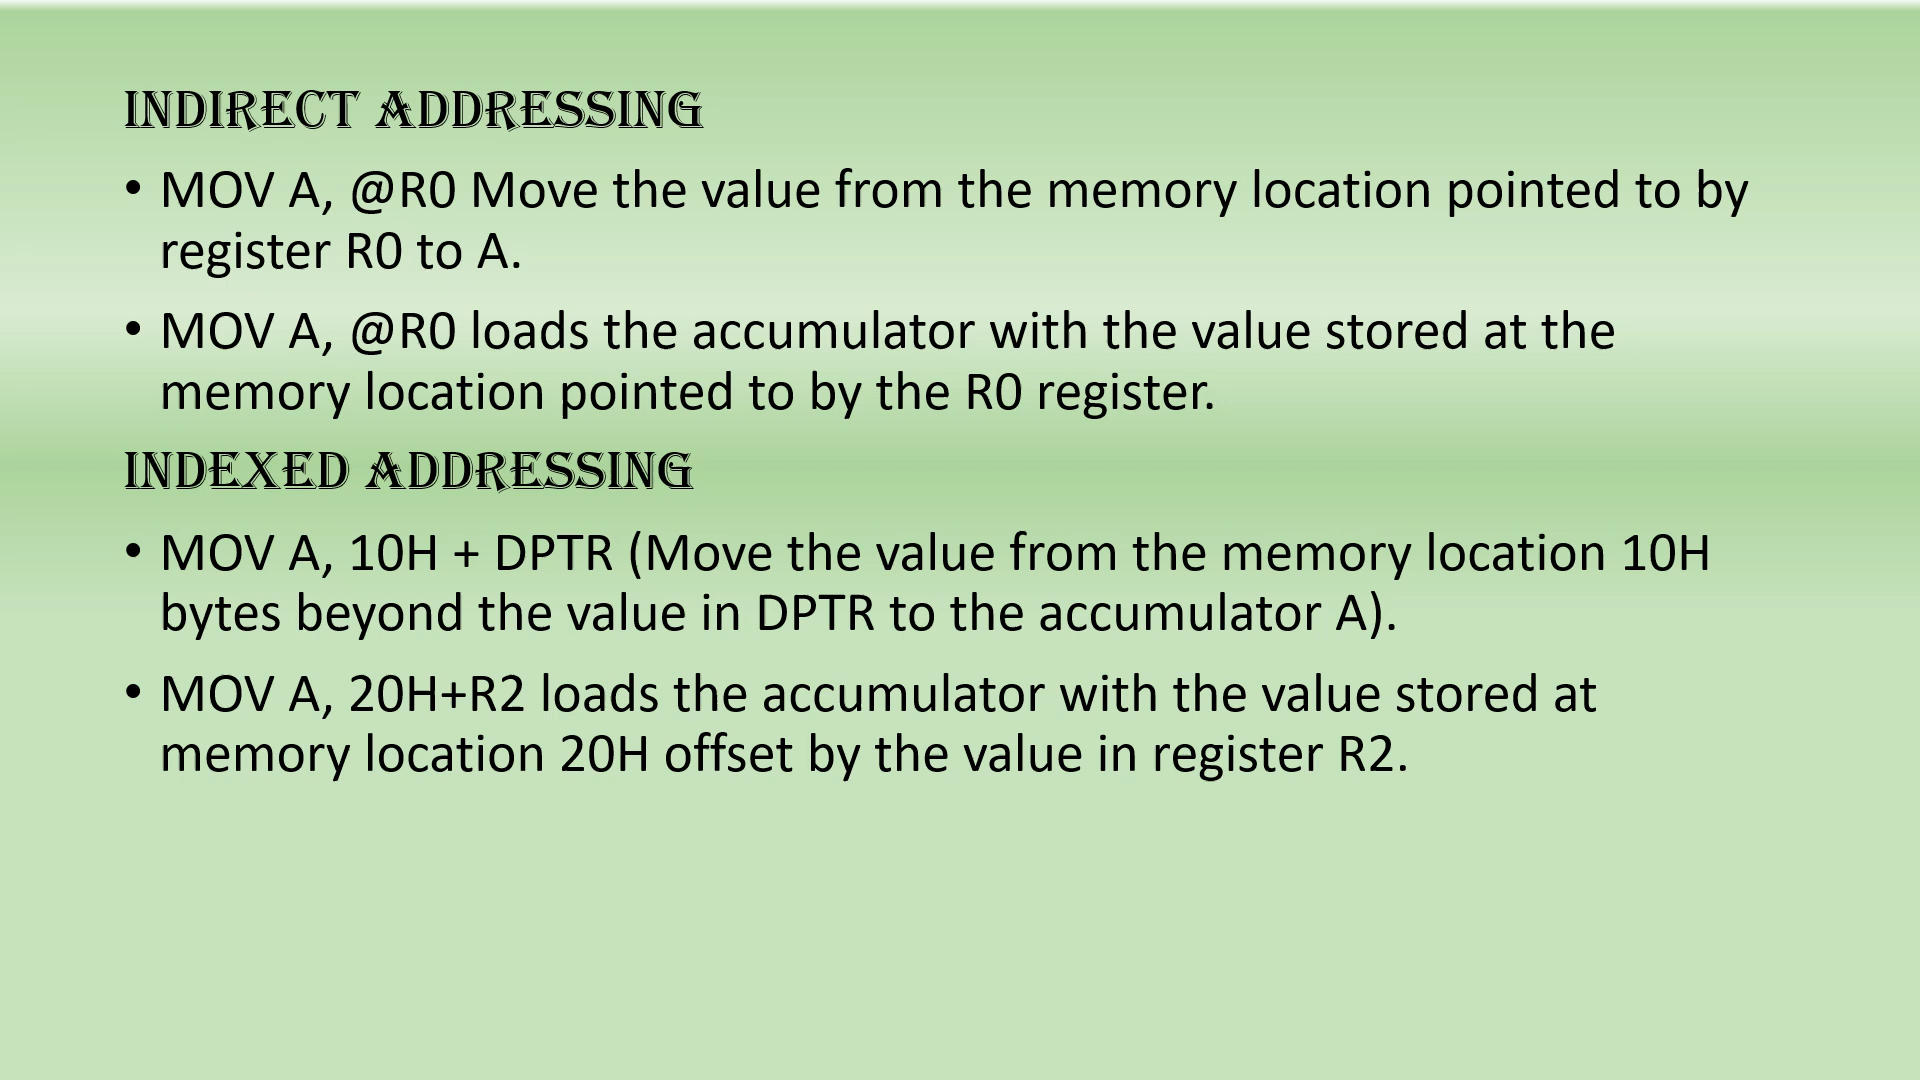 INDIRECT ADDRESSING
• MOV A, @R0 Move the value from the memory location pointed to by
register R0 to A.
• MOV A, @R0 loads the accumulator with the value stored at the
memory location pointed to by the R0 register.
INDEXED ADDRESSING
• MOV A, 10H + DPTR (Move the value from the memory location 10H
bytes beyond the value in DPTR to the accumulator A).
• MOV A, 20H+R2 loads the accumulator with the value stored at
memory location 20H offset by the value in register R2.